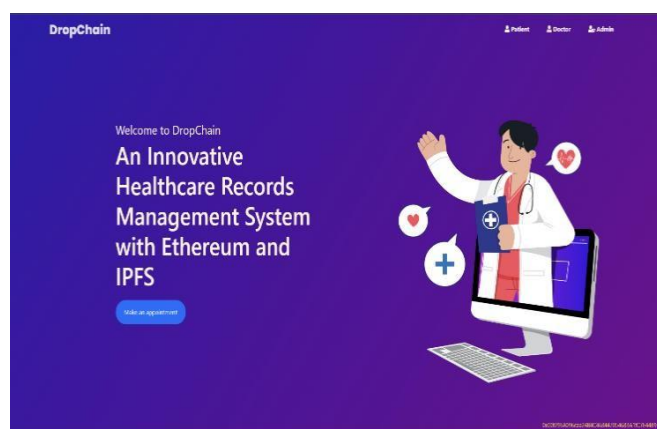 DropChain
Patient Doctor Admin
Welcome to DropChain
An Innovative
Healthcare Records
Management System
with Ethereum and
IPFS
Make an appointment